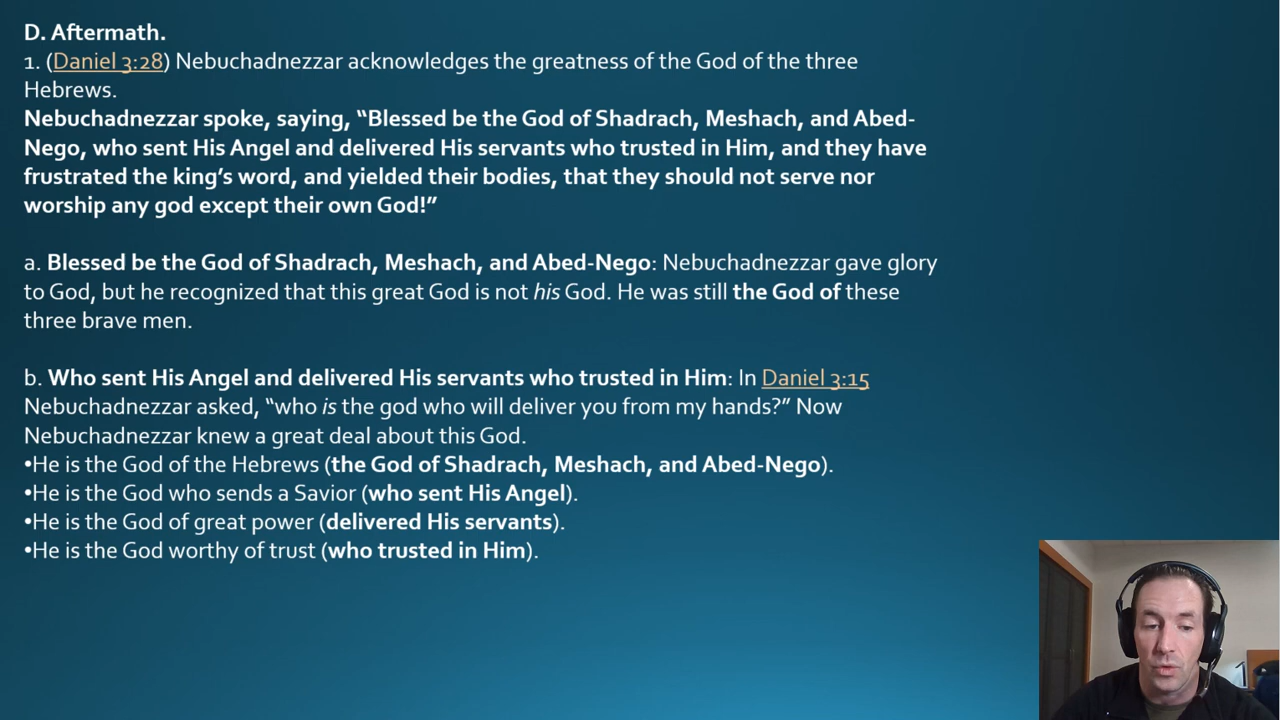 D. Aftermath.
1. (Daniel 3:28) Nebuchadnezzar acknowledges the greatness of the God of the three
Hebrews.
Nebuchadnezzar spoke, saying, “Blessed be the God of Shadrach, Meshach, and Abed-
Nego, who sent His Angel and delivered His servants who trusted in Him, and they have
frustrated the king’s word, and yielded their bodies, that they should not serve nor
worship any god except their own God!”
a. Blessed be the God of Shadrach, Meshach, and Abed-Nego: Nebuchadnezzar gave glory
to God, but he recognized that this great God is not his God. He was still the God of these
three brave men.
b. Who sent His Angel and delivered His servants who trusted in Him: In Daniel 3:15
Nebuchadnezzar asked, “who is the god who will deliver you from my hands?” Now
Nebuchadnezzar knew a great deal about this God.
•He is the God of the Hebrews (the God of Shadrach, Meshach, and Abed-Nego).
•He is the God who sends a Savior (who sent His Angel).
•He is the God of great power (delivered His servants).
•He is the God worthy of trust (who trusted in Him).